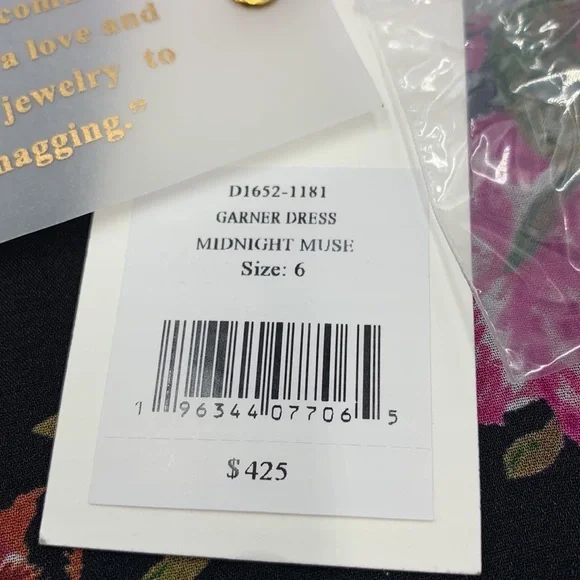 a love and
jewelry to
nagging."
D1652-1181
GARNER DRESS
MIDNIGHT MUSE
Size: 6
1 96344 07706 5
$425